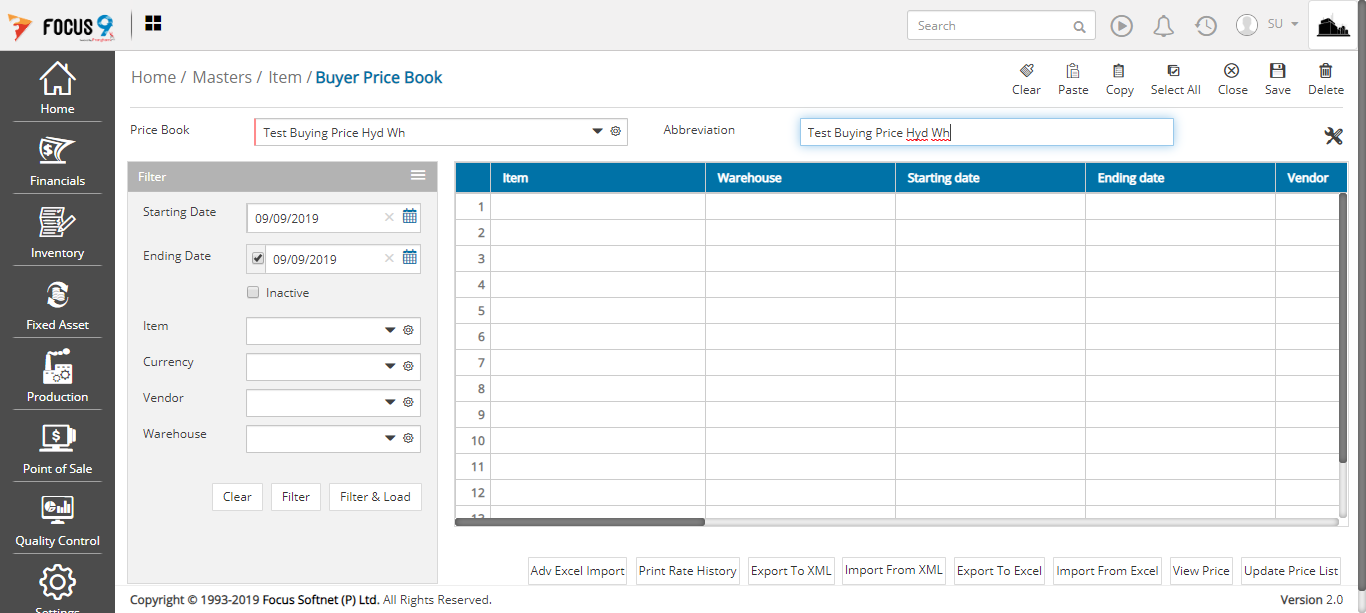 FOCUS 9
Search
SU
Home
Financials
Inventory
Fixed Asset
Production
Point of Sale
Quality Control
Settings
Home / Masters / Item / Buyer Price Book
Clear Paste Copy Select All Close Save Delete
Price Book Test Buying Price Hyd Wh Abbreviation Test Buying Price Hyd Wh
Filter
Starting Date 09/09/2019
Ending Date 09/09/2019
Inactive
Item
Currency
Vendor
Warehouse
Clear Filter Filter & Load
Item Warehouse Starting date Ending date Vendor
1
2
3
4
5
6
7
8
9
10
11
12
13
Adv Excel Import Print Rate History Export To XML Import From XML Export To Excel Import From Excel View Price Update Price List
Copyright © 1993-2019 Focus Softnet (P) Ltd. All Rights Reserved. Version 2.0